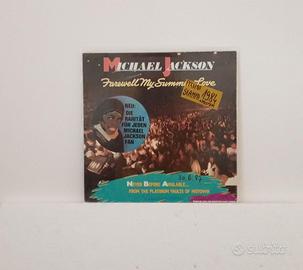 MICHAEL JACKSON
Farewell My Summer Love
NEU:
DIE
RARITÄT
FÜR JEDEN
MICHAEL
JACKSON
FAN
1984
NEVER BEFORE AVAILABLE...
FROM THE PLATINUM VAULTS OF MOTOWN
SUBITO